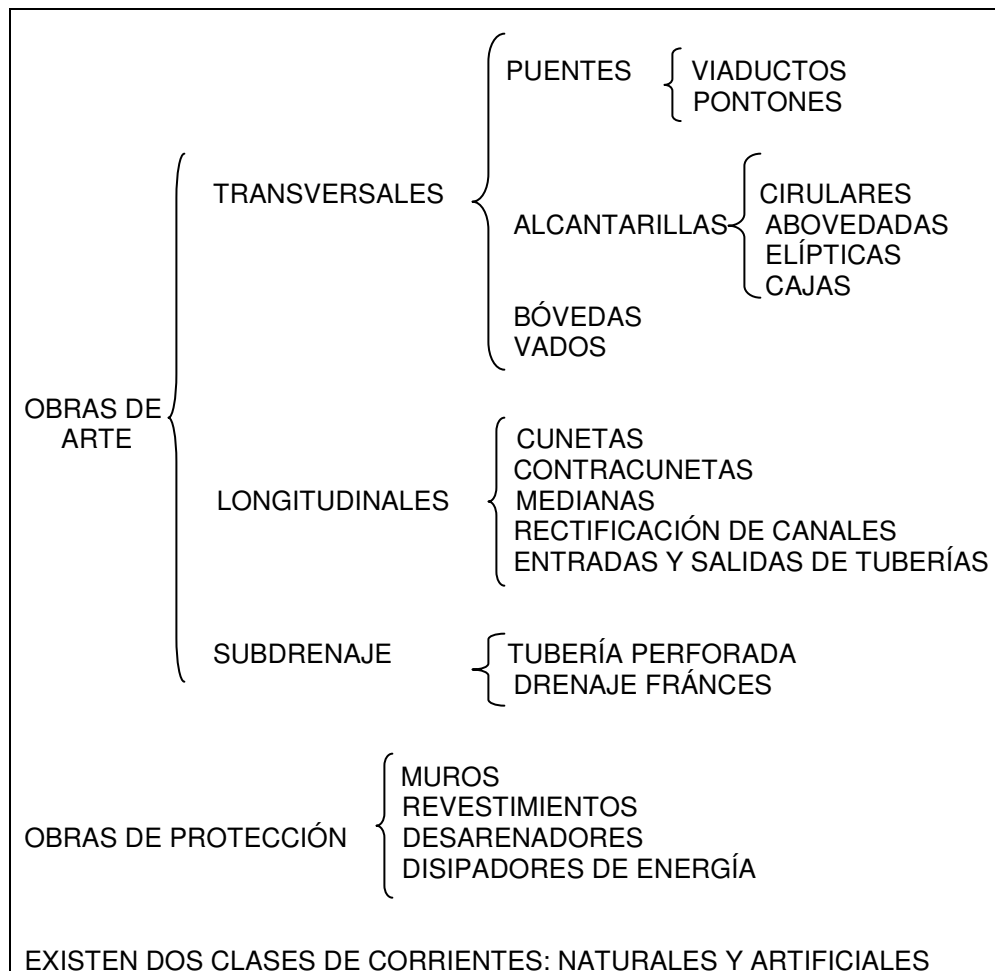 PUENTES
VIADUCTOS
PONTONES
TRANSVERSALES
ALCANTARILLAS
CIRULARES
ABOVEDADAS
ELÍPTICAS
CAJAS
BÓVEDAS
VADOS
OBRAS DE
ARTE
LONGITUDINALES
CUNETAS
CONTRACUNETAS
MEDIANAS
RECTIFICACIÓN DE CANALES
ENTRADAS Y SALIDAS DE TUBERÍAS
SUBDRENAJE
TUBERÍA PERFORADA
DRENAJE FRÁNCES
OBRAS DE PROTECCIÓN
MUROS
REVESTIMIENTOS
DESARENADORES
DISIPADORES DE ENERGÍA
EXISTEN DOS CLASES DE CORRIENTES: NATURALES Y ARTIFICIALES